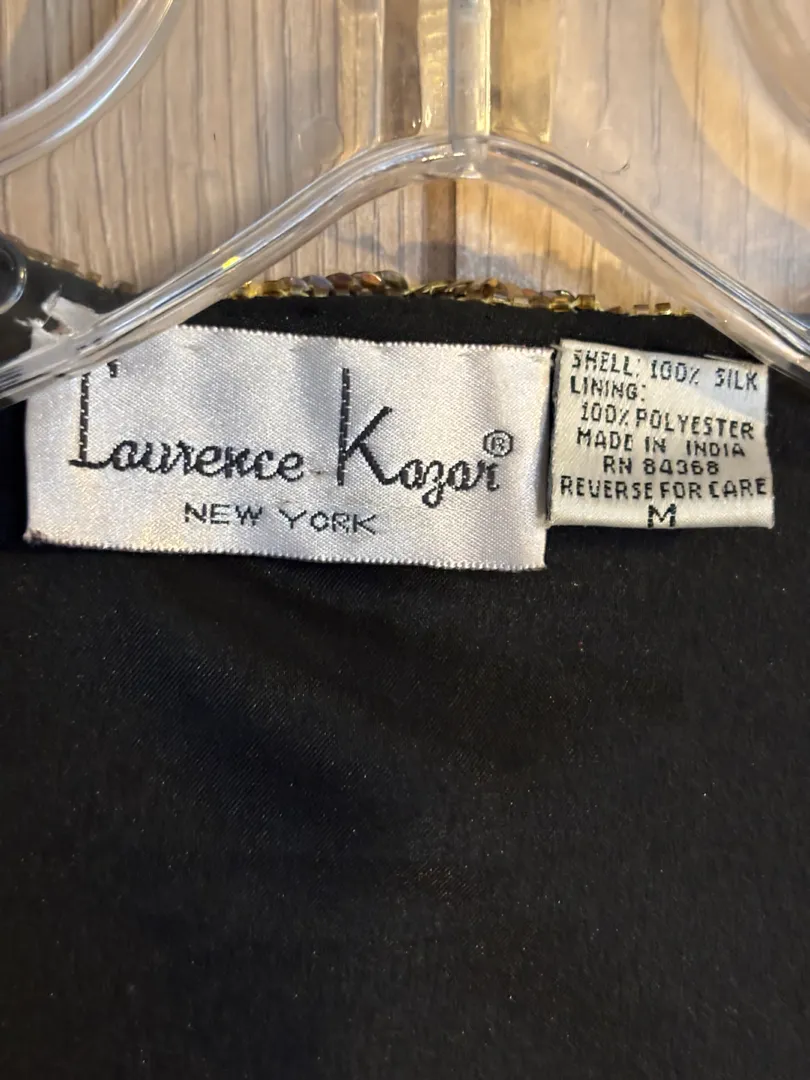 Laurence Kazar®
NEW YORK
SHELL: 100% SILK
LINING:
100% POLYESTER
MADE IN INDIA
RN 84368
REVERSE FOR CARE
M